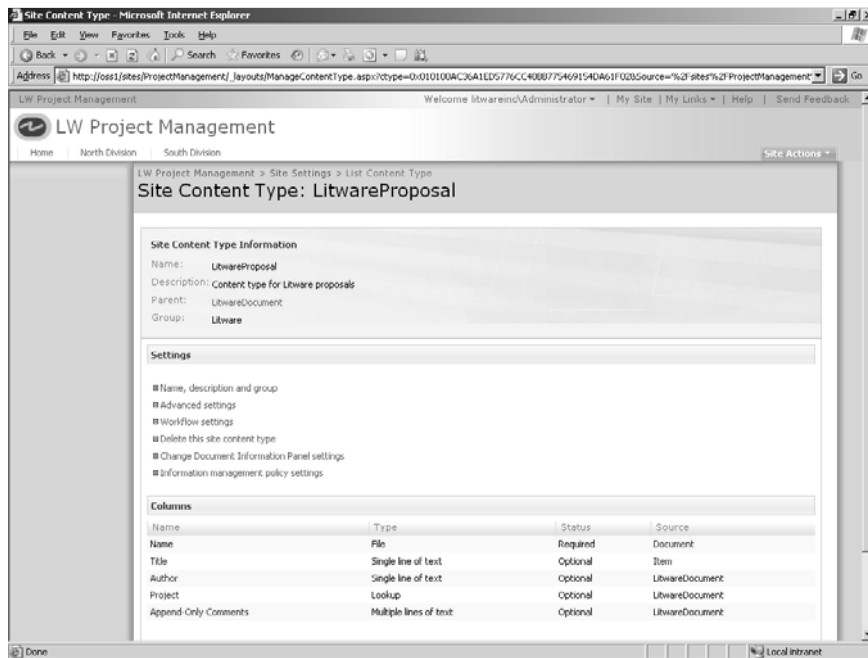 Site Content Type - Microsoft Internet Explorer
File Edit View Favorites Tools Help
Back Search Favorites
Address http://oss1/sites/ProjectManagement/_layouts/ManageContentType.aspx?ctype= Go
LW Project Management Welcome litwareinc\Administrator | My Site | My Links | Help | Send Feedback
LW Project Management
Home North Division South Division Site Actions
LW Project Management > Site Settings > List Content Type
Site Content Type: LitwareProposal
Site Content Type Information
Name: LitwareProposal
Description: Content type for Litware proposals
Parent: LitwareDocument
Group: Litware
Settings
Name, description and group
Advanced settings
Workflow settings
Delete this site content type
Change Document Information Panel settings
Information management policy settings
Columns
Name Type Status Source
Name File Required Document
Title Single line of text Optional Item
Author Single line of text Optional LitwareDocument
Project Lookup Optional LitwareDocument
Append-Only Comments Multiple lines of text Optional LitwareDocument
Done Local intranet